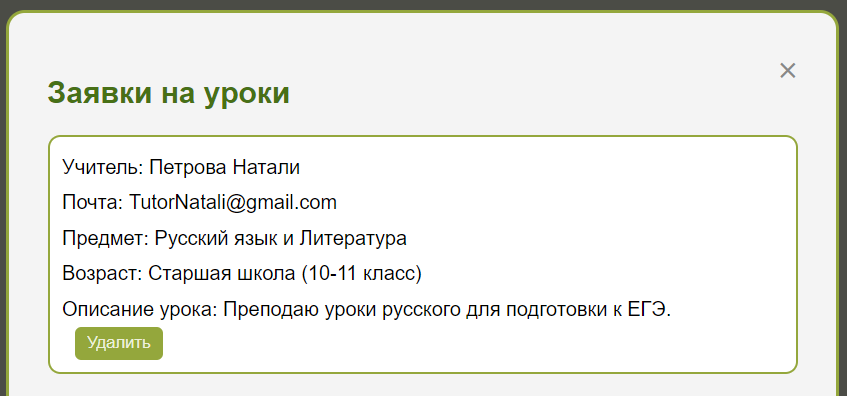 Заявки на уроки
Учитель: Петрова Натали
Почта: TutorNatali@gmail.com
Предмет: Русский язык и Литература
Возраст: Старшая школа (10-11 класс)
Описание урока: Преподаю уроки русского для подготовки к ЕГЭ.
Удалить